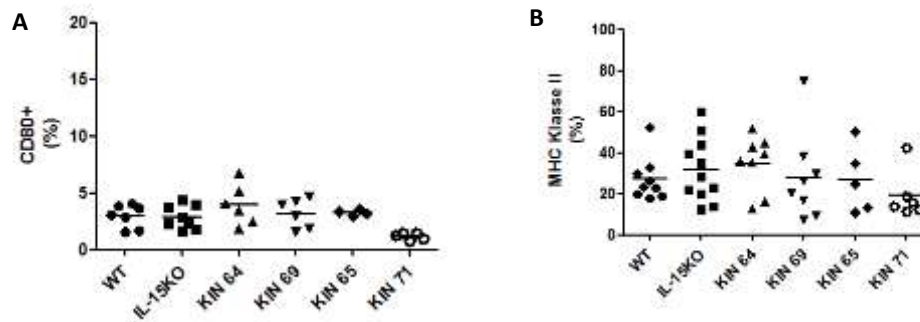 A
CD80+
(%)
20
15
10
5
0
WT
IL-15KO
KIN 64
KIN 69
KIN 65
KIN 71
B
MHC Klasse II
(%)
100
80
60
40
20
0
WT
IL-15KO
KIN 64
KIN 69
KIN 65
KIN 71